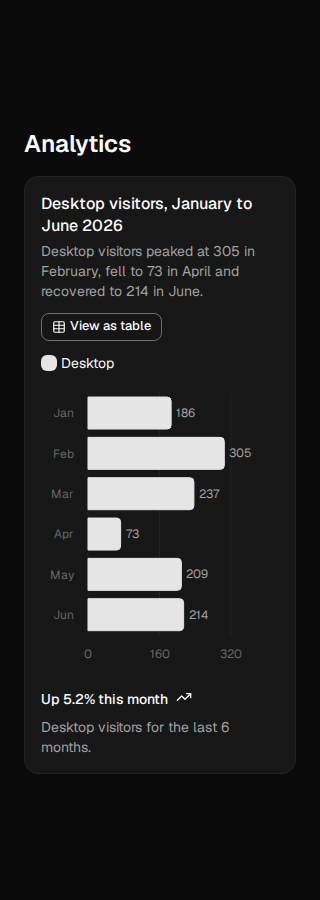 Analytics
Desktop visitors, January to
June 2026
Desktop visitors peaked at 305 in
February, fell to 73 in April and
recovered to 214 in June.
View as table
Desktop
Jan 186
Feb 305
Mar 237
Apr 73
May 209
Jun 214
0 160 320
Up 5.2% this month
Desktop visitors for the last 6
months.